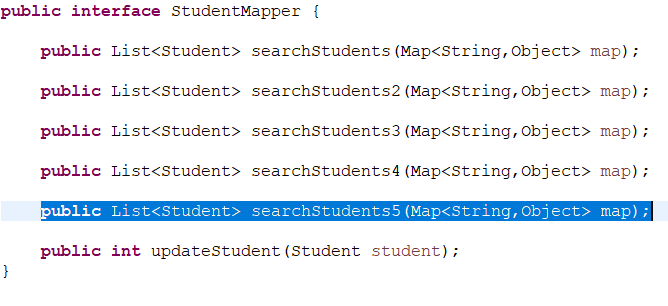 public interface StudentMapper {
public List<Student> searchStudents(Map<String,Object> map);
public List<Student> searchStudents2(Map<String,Object> map);
public List<Student> searchStudents3(Map<String,Object> map);
public List<Student> searchStudents4(Map<String,Object> map);
public List<Student> searchStudents5(Map<String,Object> map);
public int updateStudent(Student student);
}